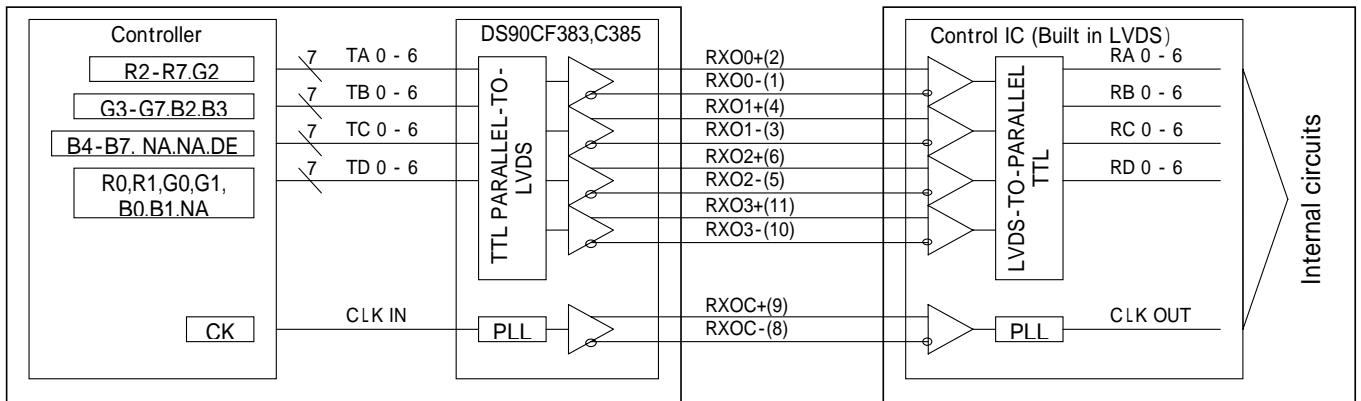 Controller
R2-R7.G2
G3-G7.B2.B3
B4-B7. NA.NA.DE
R0,R1,G0,G1,
B0.B1.NA
CK
7
TA 0 - 6
7
TB 0 - 6
7
TC 0 - 6
7
TD 0 - 6
CLK IN
DS90CF383,C385
TTL PARALLEL-TO-
LVDS
PLL
RXO0+(2)
RXO0-(1)
RXO1+(4)
RXO1-(3)
RXO2+(6)
RXO2-(5)
RXO3+(11)
RXO3-(10)
RXOC+(9)
RXOC-(8)
Control IC (Built in LVDS)
LVDS-TO-PARALLEL
TTL
PLL
RA 0 - 6
RB 0 - 6
RC 0 - 6
RD 0 - 6
CLK OUT
Internal circuits